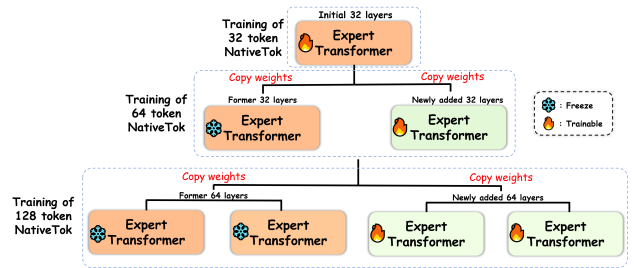 Initial 32 layers
Training of
32 token
NativeTok
Expert
Transformer
Copy weights
Copy weights
Training of
64 token
NativeTok
Former 32 layers
Newly added 32 layers
Expert
Transformer
Expert
Transformer
: Freeze
: Trainable
Copy weights
Copy weights
Training of
128 token
NativeTok
Former 64 layers
Newly added 64 layers
Expert
Transformer
Expert
Transformer
Expert
Transformer
Expert
Transformer